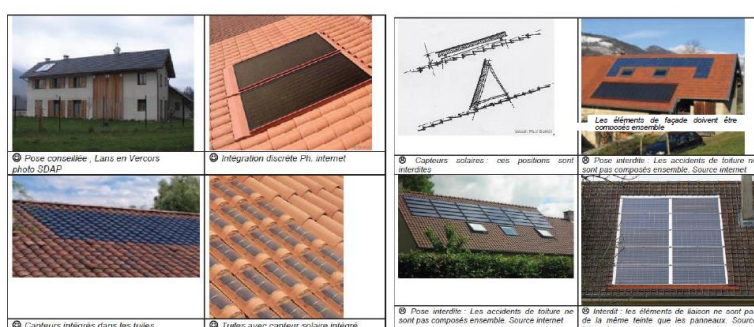 ☺ Pose conseillée , Lans en Vercors
photo SDAP
☺ Intégration discrète Ph. internet
☺ Capteurs intégrés dans les tuiles
☺ Tuiles avec capteur solaire intégré
☹ Capteurs solaires : ces positions sont
interdites
Les éléments de façade doivent être
composés ensemble
☹ Pose interdite : Les accidents de toiture ne
sont pas composés ensemble. Source internet
☹ Pose interdite : Les accidents de toiture ne
sont pas composés ensemble. Source internet
☹ Interdit : les éléments de liaison ne sont pas
de la même teinte que les panneaux. Source